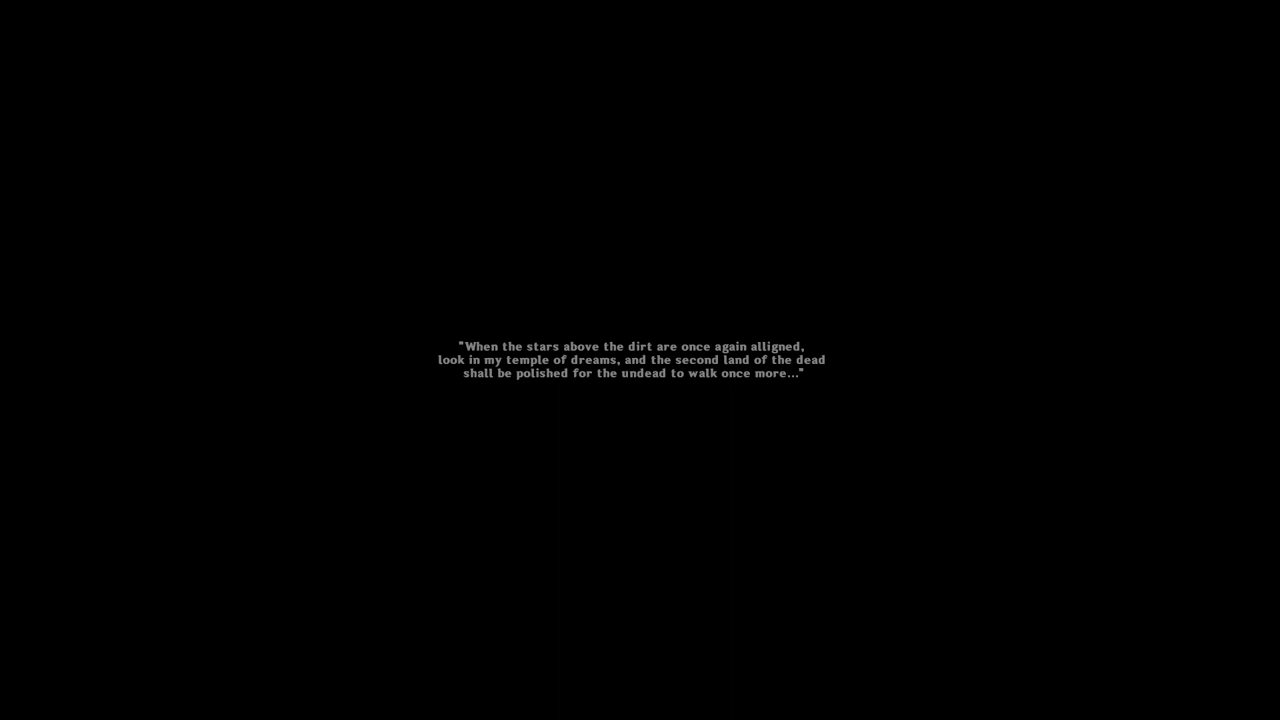 "When the stars above the dirt are once again alligned,
look in my temple of dreams, and the second land of the dead
shall be polished for the undead to walk once more..."